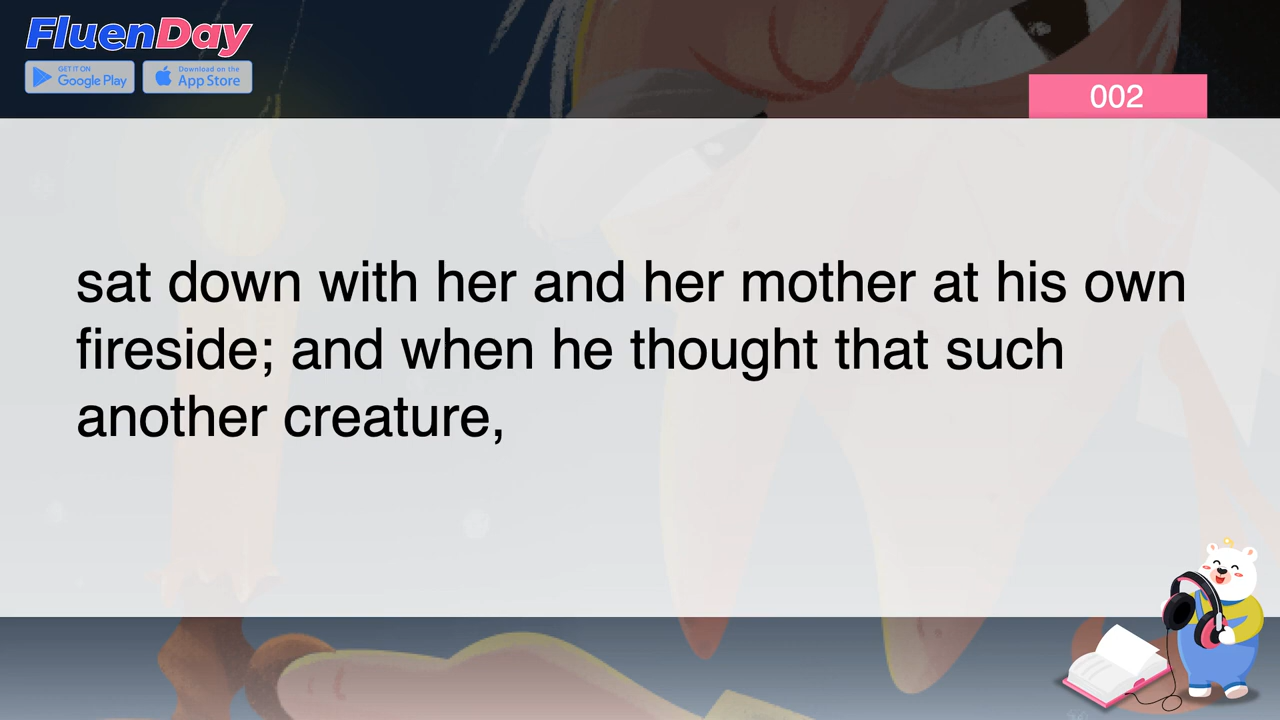 FluenDay
GET IT ON
Google Play
Download on the
App Store
002
sat down with her and her mother at his own
fireside; and when he thought that such
another creature,